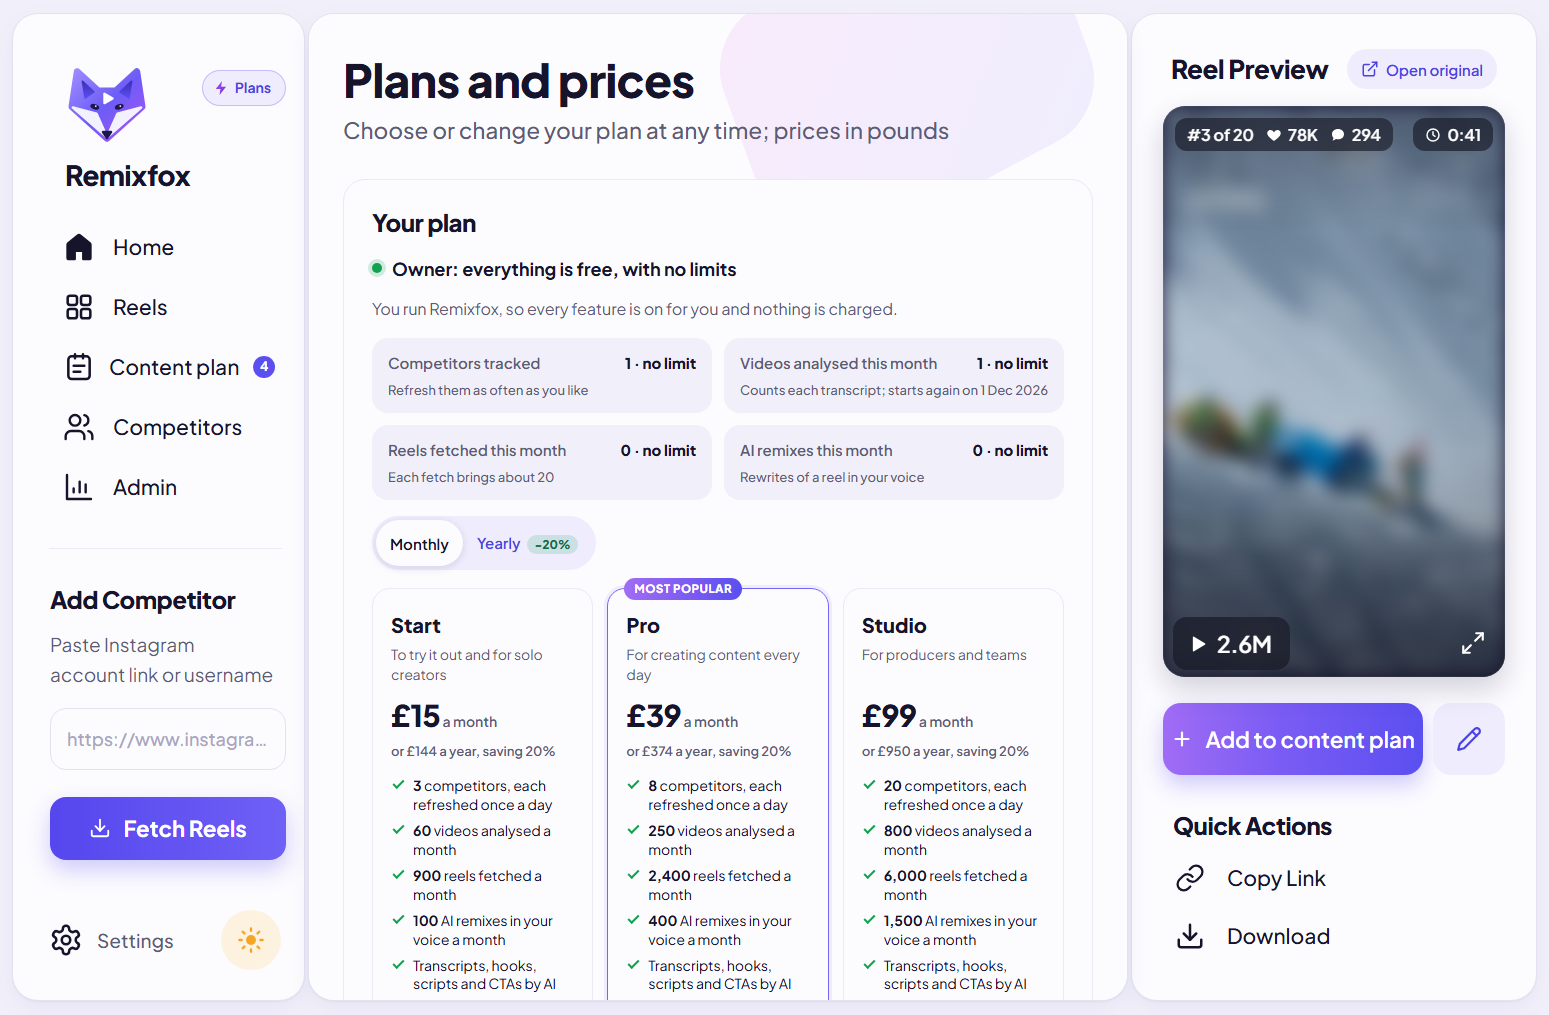 Plans
Remixfox
Home
Reels
Content plan 4
Competitors
Admin
Add Competitor
Paste Instagram
account link or username
https://www.instagra...
Fetch Reels
Settings
Plans and prices
Choose or change your plan at any time; prices in pounds
Your plan
Owner: everything is free, with no limits
You run Remixfox, so every feature is on for you and nothing is charged.
Competitors tracked 1 · no limit
Refresh them as often as you like
Videos analysed this month 1 · no limit
Counts each transcript; starts again on 1 Dec 2026
Reels fetched this month 0 · no limit
Each fetch brings about 20
AI remixes this month 0 · no limit
Rewrites of a reel in your voice
Monthly Yearly -20%
Start
To try it out and for solo
creators
£15 a month
or £144 a year, saving 20%
3 competitors, each
refreshed once a day
60 videos analysed a
month
900 reels fetched a
month
100 AI remixes in your
voice a month
Transcripts, hooks,
scripts and CTAs by AI
MOST POPULAR
Pro
For creating content every
day
£39 a month
or £374 a year, saving 20%
8 competitors, each
refreshed once a day
250 videos analysed a
month
2,400 reels fetched a
month
400 AI remixes in your
voice a month
Transcripts, hooks,
scripts and CTAs by AI
Studio
For producers and teams
£99 a month
or £950 a year, saving 20%
20 competitors, each
refreshed once a day
800 videos analysed a
month
6,000 reels fetched a
month
1,500 AI remixes in your
voice a month
Transcripts, hooks,
scripts and CTAs by AI
Reel Preview
Open original
#3 of 20 78K 294 0:41
2.6M
+ Add to content plan
Quick Actions
Copy Link
Download